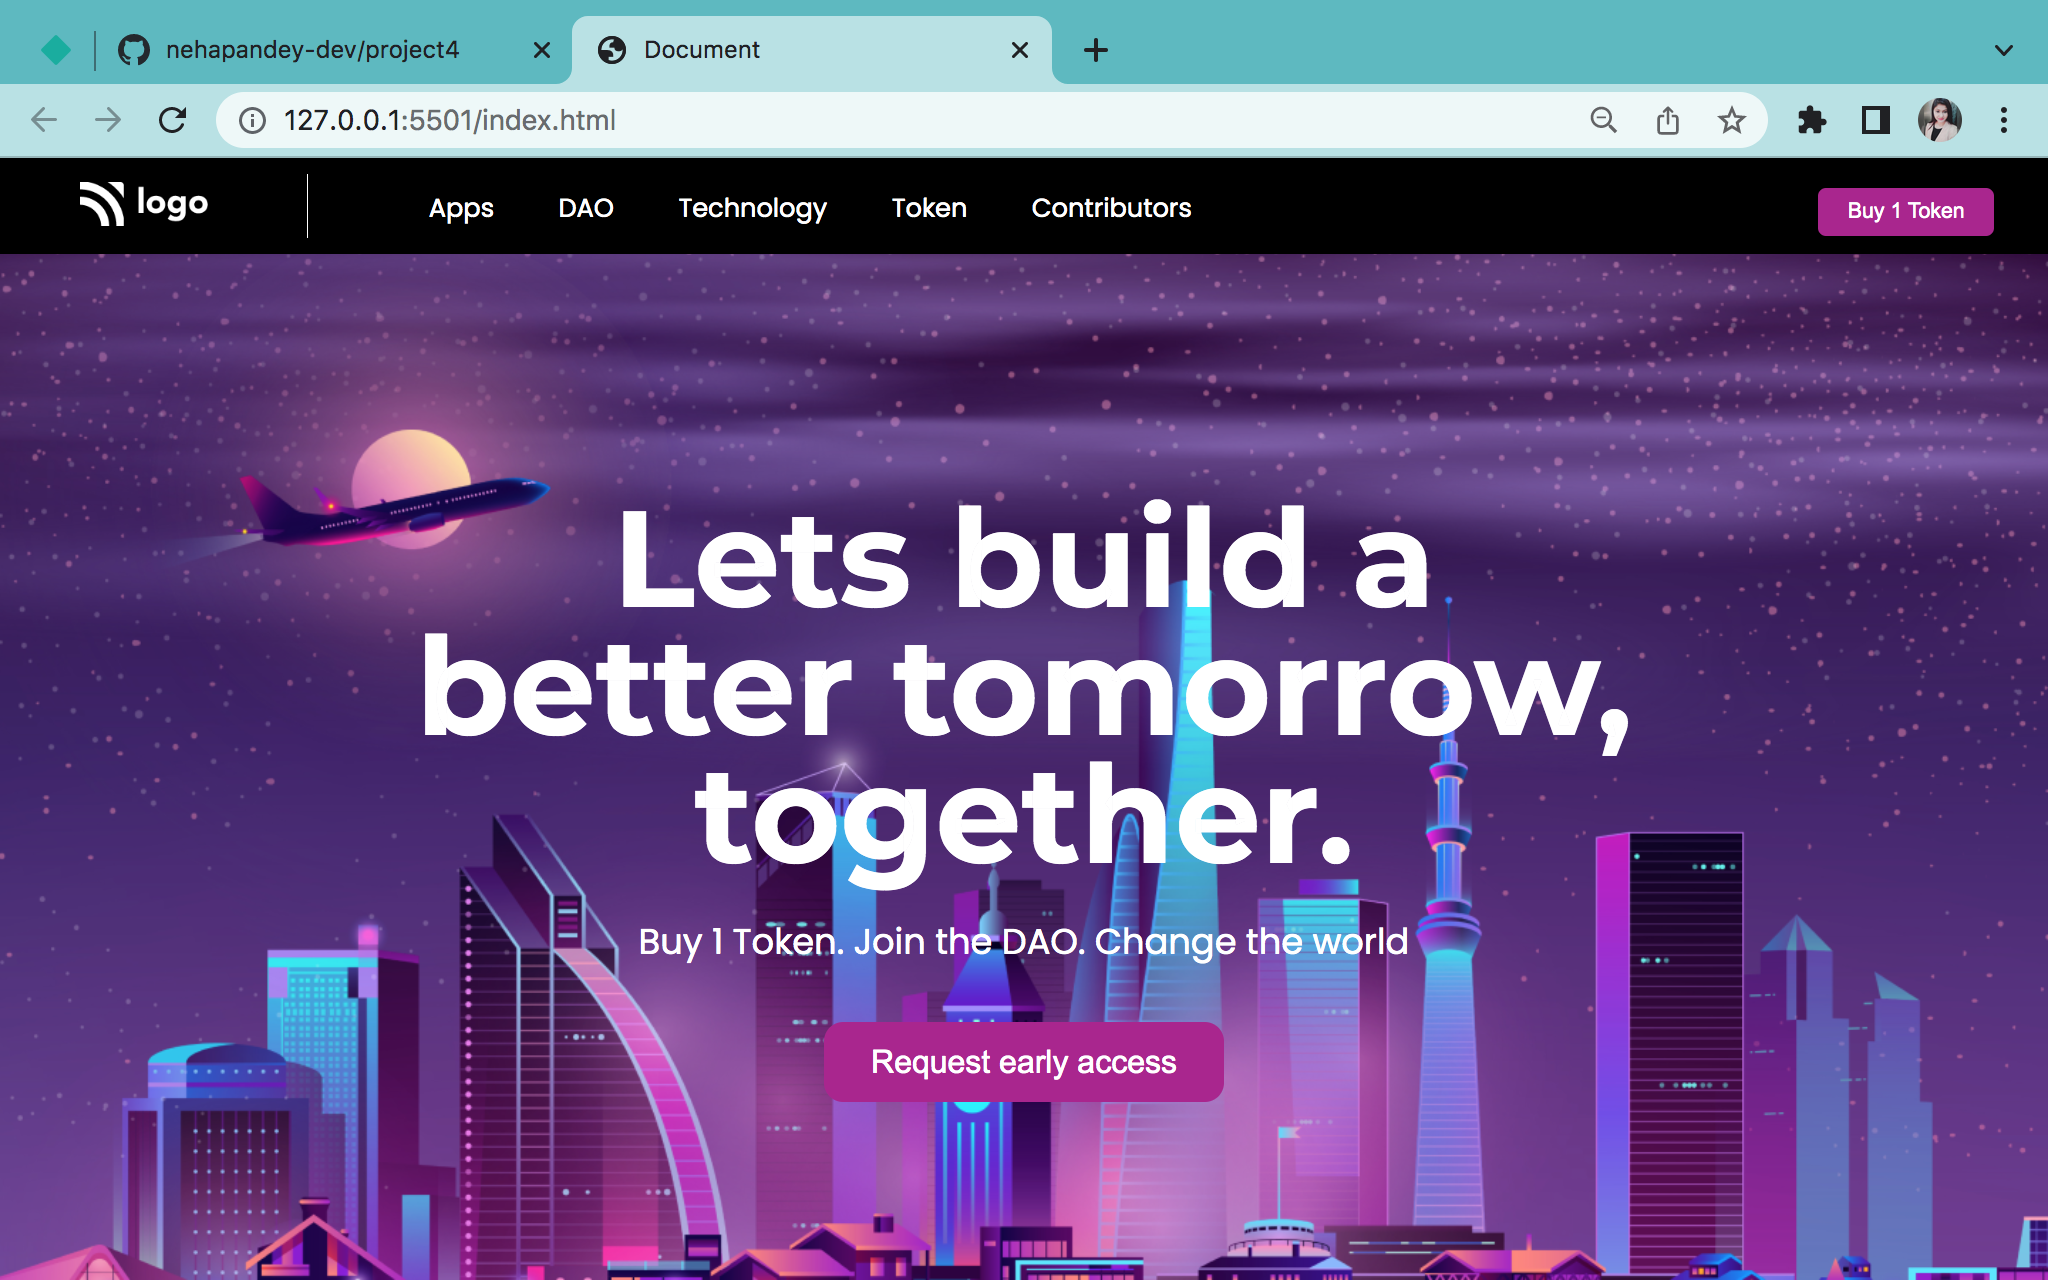 nehapandey-dev/project4
Document
127.0.0.1:5501/index.html
logo
Apps
DAO
Technology
Token
Contributors
Buy 1 Token
Lets build a
better tomorrow,
together.
Buy 1 Token. Join the DAO. Change the world
Request early access